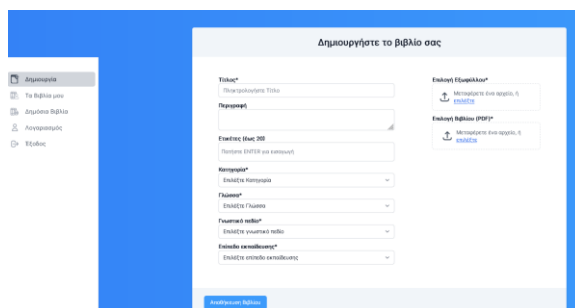 Δημιουργήστε το βιβλίο σας
Δημιουργία
Τα Βιβλία μου
Δημόσια Βιβλία
Λογαριασμός
Έξοδος
Τίτλος*
Πληκτρολογήστε Τίτλο
Περιγραφή
Ετικέτες (έως 20)
Πατήστε ENTER για καταγωγή
Κατηγορία*
Επιλέξτε Κατηγορία
Γλώσσα*
Επιλέξτε Γλώσσα
Γνωστικό πεδίο*
Επιλέξτε γνωστικό πεδίο
Επίπεδο εκπαίδευσης*
Επιλέξτε επίπεδο εκπαίδευσης
Επιλογή Εξωφύλλου*
Μεταφέρετε ένα αρχείο, ή
επιλέξτε
Επιλογή Βιβλίου (PDF)*
Μεταφέρετε ένα αρχείο, ή
επιλέξτε
Αποθήκευση Βιβλίου